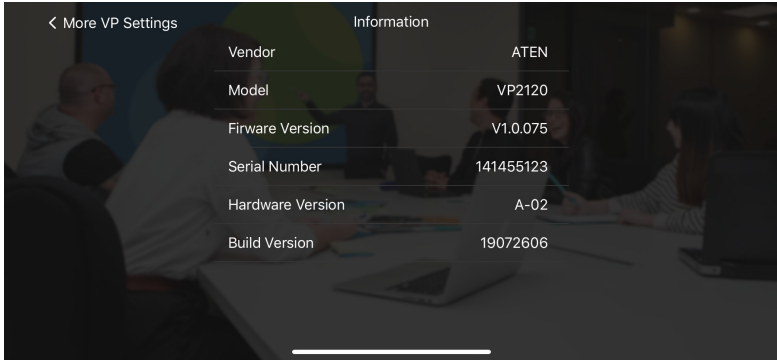 More VP Settings
Information
Vendor ATEN
Model VP2120
Firware Version V1.0.075
Serial Number 141455123
Hardware Version A-02
Build Version 19072606